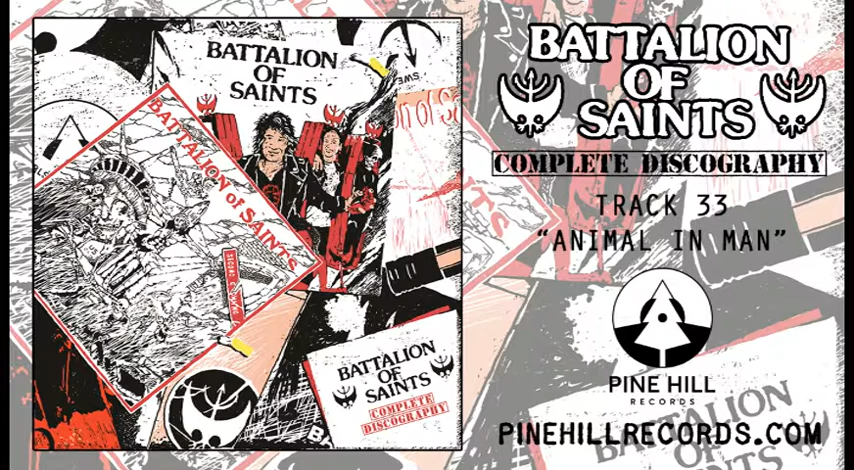 BATTALION
OF
SAINTS
BATTALION OF SAINTS
BATTALION
OF
SAINTS
COMPLETE
DISCOGRAPHY
BATTALION
OF
SAINTS
COMPLETE DISCOGRAPHY
TRACK 33
"ANIMAL IN MAN"
PINE HILL
RECORDS
PINEHILLRECORDS.COM
BATTALION